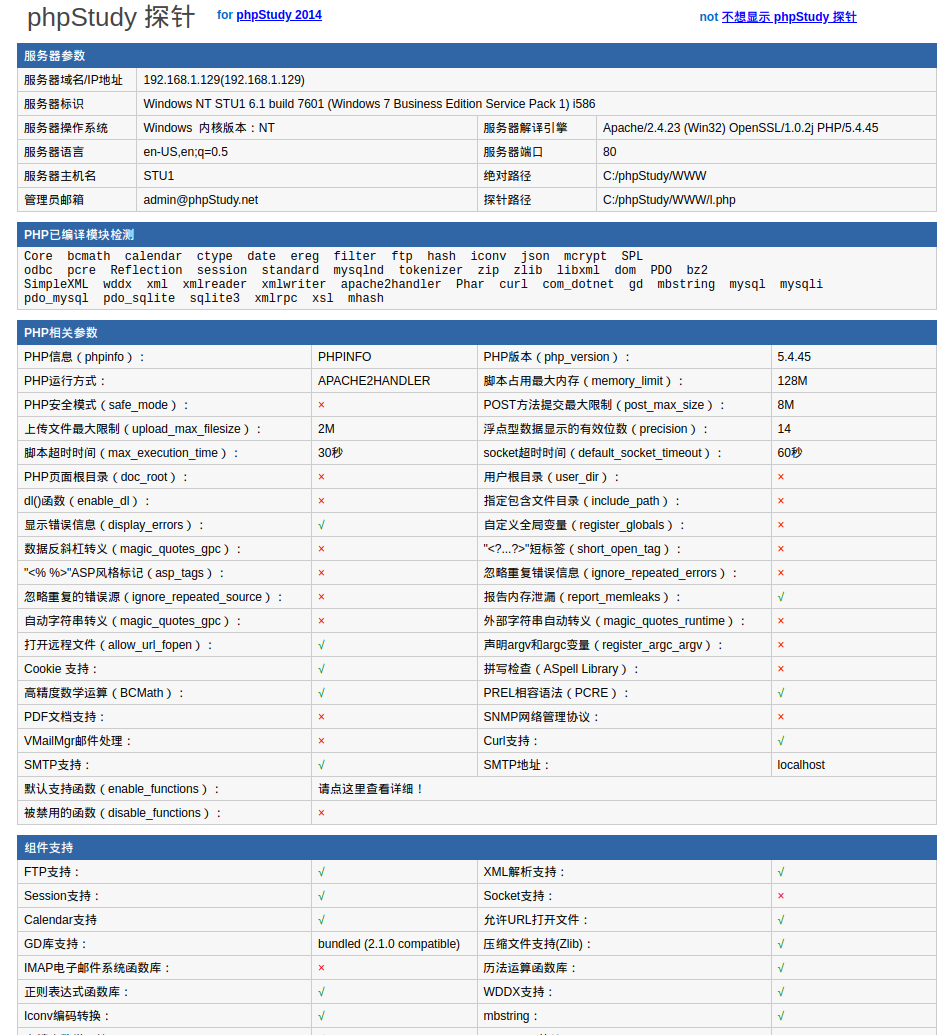 phpStudy 探针 for phpStudy 2014 not 不想显示 phpStudy 探针
服务器参数
服务器域名/IP地址 192.168.1.129(192.168.1.129)
服务器标识 Windows NT STU1 6.1 build 7601 (Windows 7 Business Edition Service Pack 1) i586
服务器操作系统 Windows 内核版本：NT 服务器解译引擎 Apache/2.4.23 (Win32) OpenSSL/1.0.2j PHP/5.4.45
服务器语言 en-US,en;q=0.5 服务器端口 80
服务器主机名 STU1 绝对路径 C:/phpStudy/WWW
管理员邮箱 admin@phpStudy.net 探针路径 C:/phpStudy/WWW/l.php
PHP已编译模块检测
Core bcmath calendar ctype date ereg filter ftp hash iconv json mcrypt SPL
odbc pcre Reflection session standard mysqlnd tokenizer zip zlib libxml dom PDO bz2
SimpleXML wddx xml xmlreader xmlwriter apache2handler Phar curl com_dotnet gd mbstring mysql mysqli
pdo_mysql pdo_sqlite sqlite3 xmlrpc xsl mhash
PHP相关参数
PHP信息（phpinfo）： PHPINFO PHP版本（php_version）： 5.4.45
PHP运行方式： APACHE2HANDLER 脚本占用最大内存（memory_limit）： 128M
PHP安全模式（safe_mode）： × POST方法提交最大限制（post_max_size）： 8M
上传文件最大限制（upload_max_filesize）： 2M 浮点型数据显示的有效位数（precision）： 14
脚本超时时间（max_execution_time）： 30秒 socket超时时间（default_socket_timeout）： 60秒
PHP页面根目录（doc_root）： × 用户根目录（user_dir）： ×
dl()函数（enable_dl）： × 指定包含文件目录（include_path）： ×
显示错误信息（display_errors）： √ 自定义全局变量（register_globals）： ×
数据反斜杠转义（magic_quotes_gpc）： × "<?...?>"短标签（short_open_tag）： ×
"<% %>"ASP风格标记（asp_tags）： × 忽略重复错误信息（ignore_repeated_errors）： ×
忽略重复的错误源（ignore_repeated_source）： × 报告内存泄漏（report_memleaks）： √
自动字符串转义（magic_quotes_gpc）： × 外部字符串自动转义（magic_quotes_runtime）： ×
打开远程文件（allow_url_fopen）： √ 声明argv和argc变量（register_argc_argv）： ×
Cookie 支持： √ 拼写检查（ASpell Library）： ×
高精度数学运算（BCMath）： √ PREL相容语法（PCRE）： √
PDF文档支持： × SNMP网络管理协议： ×
VMailMgr邮件处理： × Curl支持： √
SMTP支持： √ SMTP地址： localhost
默认支持函数（enable_functions）： 请点这里查看详细！
被禁用的函数（disable_functions）： ×
组件支持
FTP支持： √ XML解析支持： √
Session支持： √ Socket支持： ×
Calendar支持 √ 允许URL打开文件： √
GD库支持： bundled (2.1.0 compatible) 压缩文件支持(Zlib)： √
IMAP电子邮件系统函数库： × 历法运算函数库： √
正则表达式函数库： √ WDDX支持： √
Iconv编码转换： √ mbstring： √